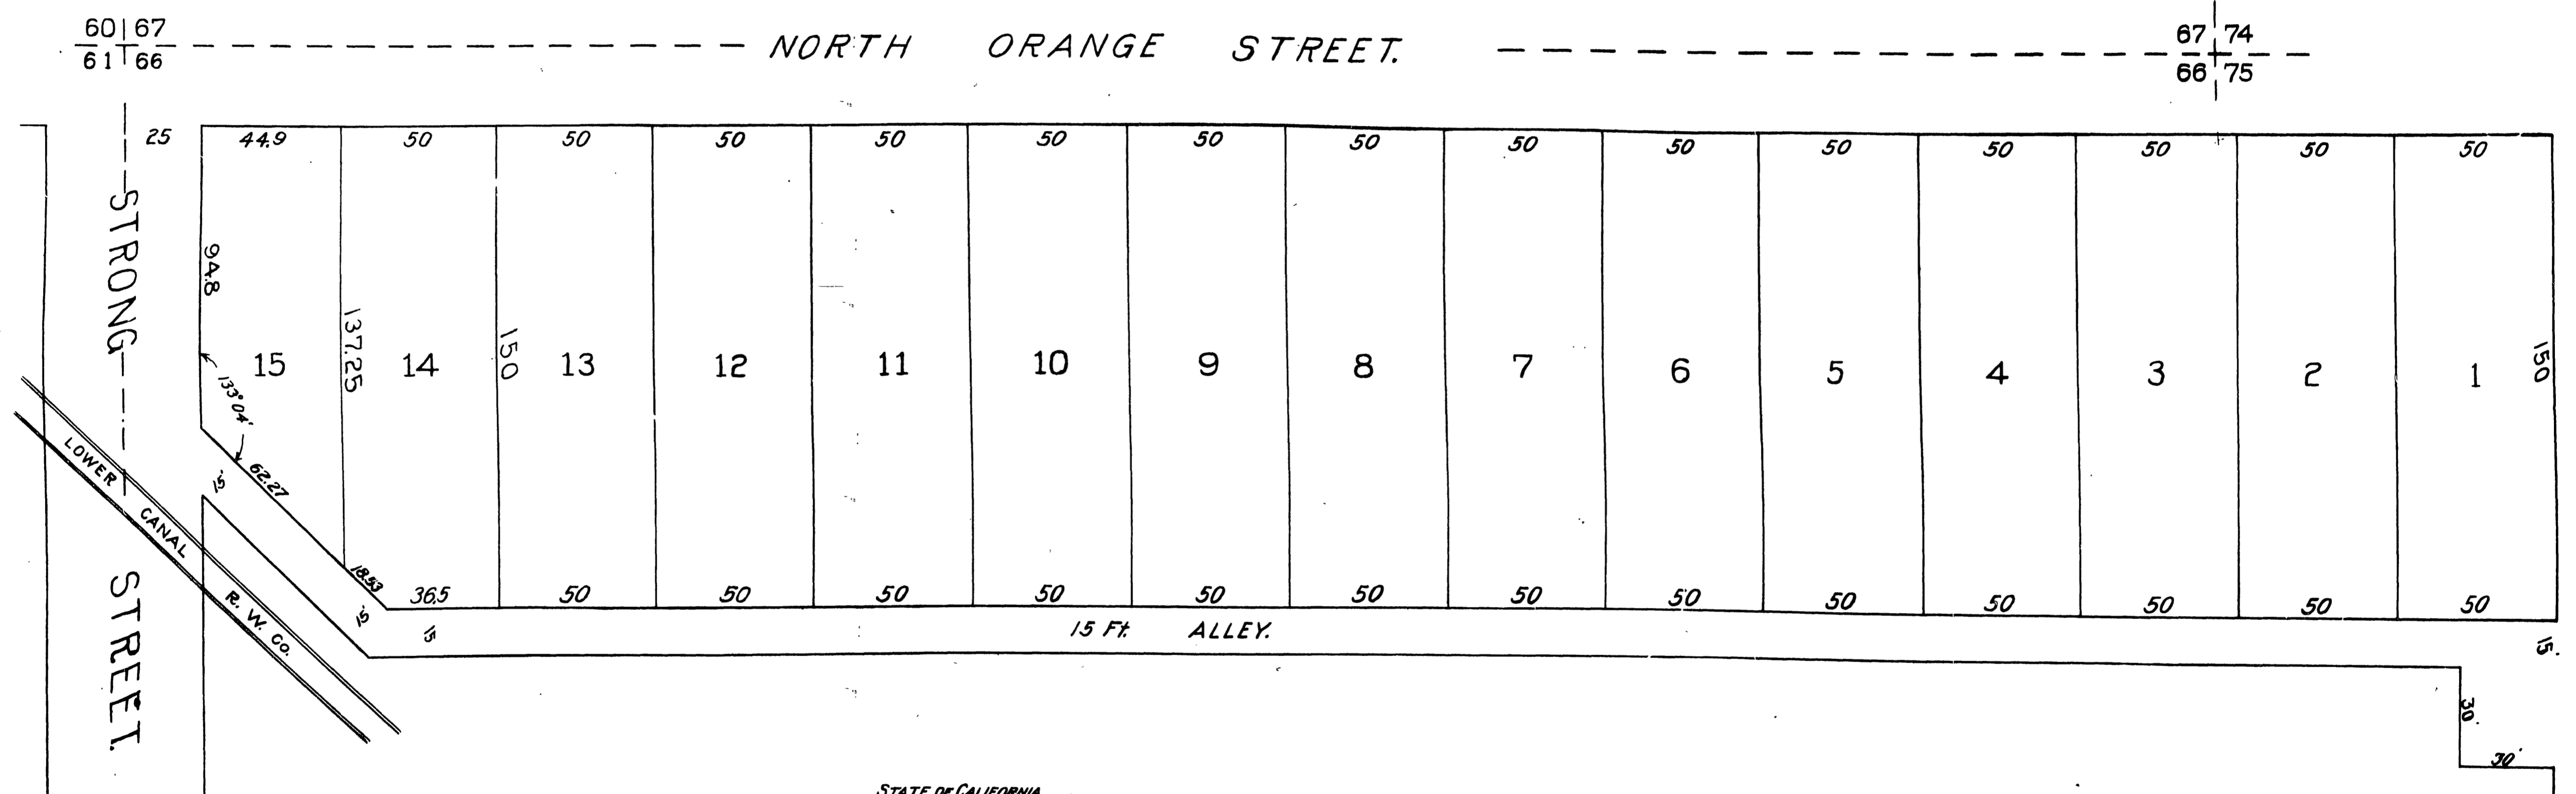 60 67
61 66
NORTH ORANGE STREET.
67 74
66 75
25
44.9 50 50 50 50 50 50 50 50 50 50 50 50 50 50
STRONG STREET.
94.8
133° 04'
137.25
150
150
15 14 13 12 11 10 9 8 7 6 5 4 3 2 1
62.27
18.53
15
15
15
36.5 50 50 50 50 50 50 50 50 50 50 50 50 50
15 Ft. ALLEY.
15.
LOWER CANAL R. W. Co.
30'
30'
STATE OF CALIFORNIA